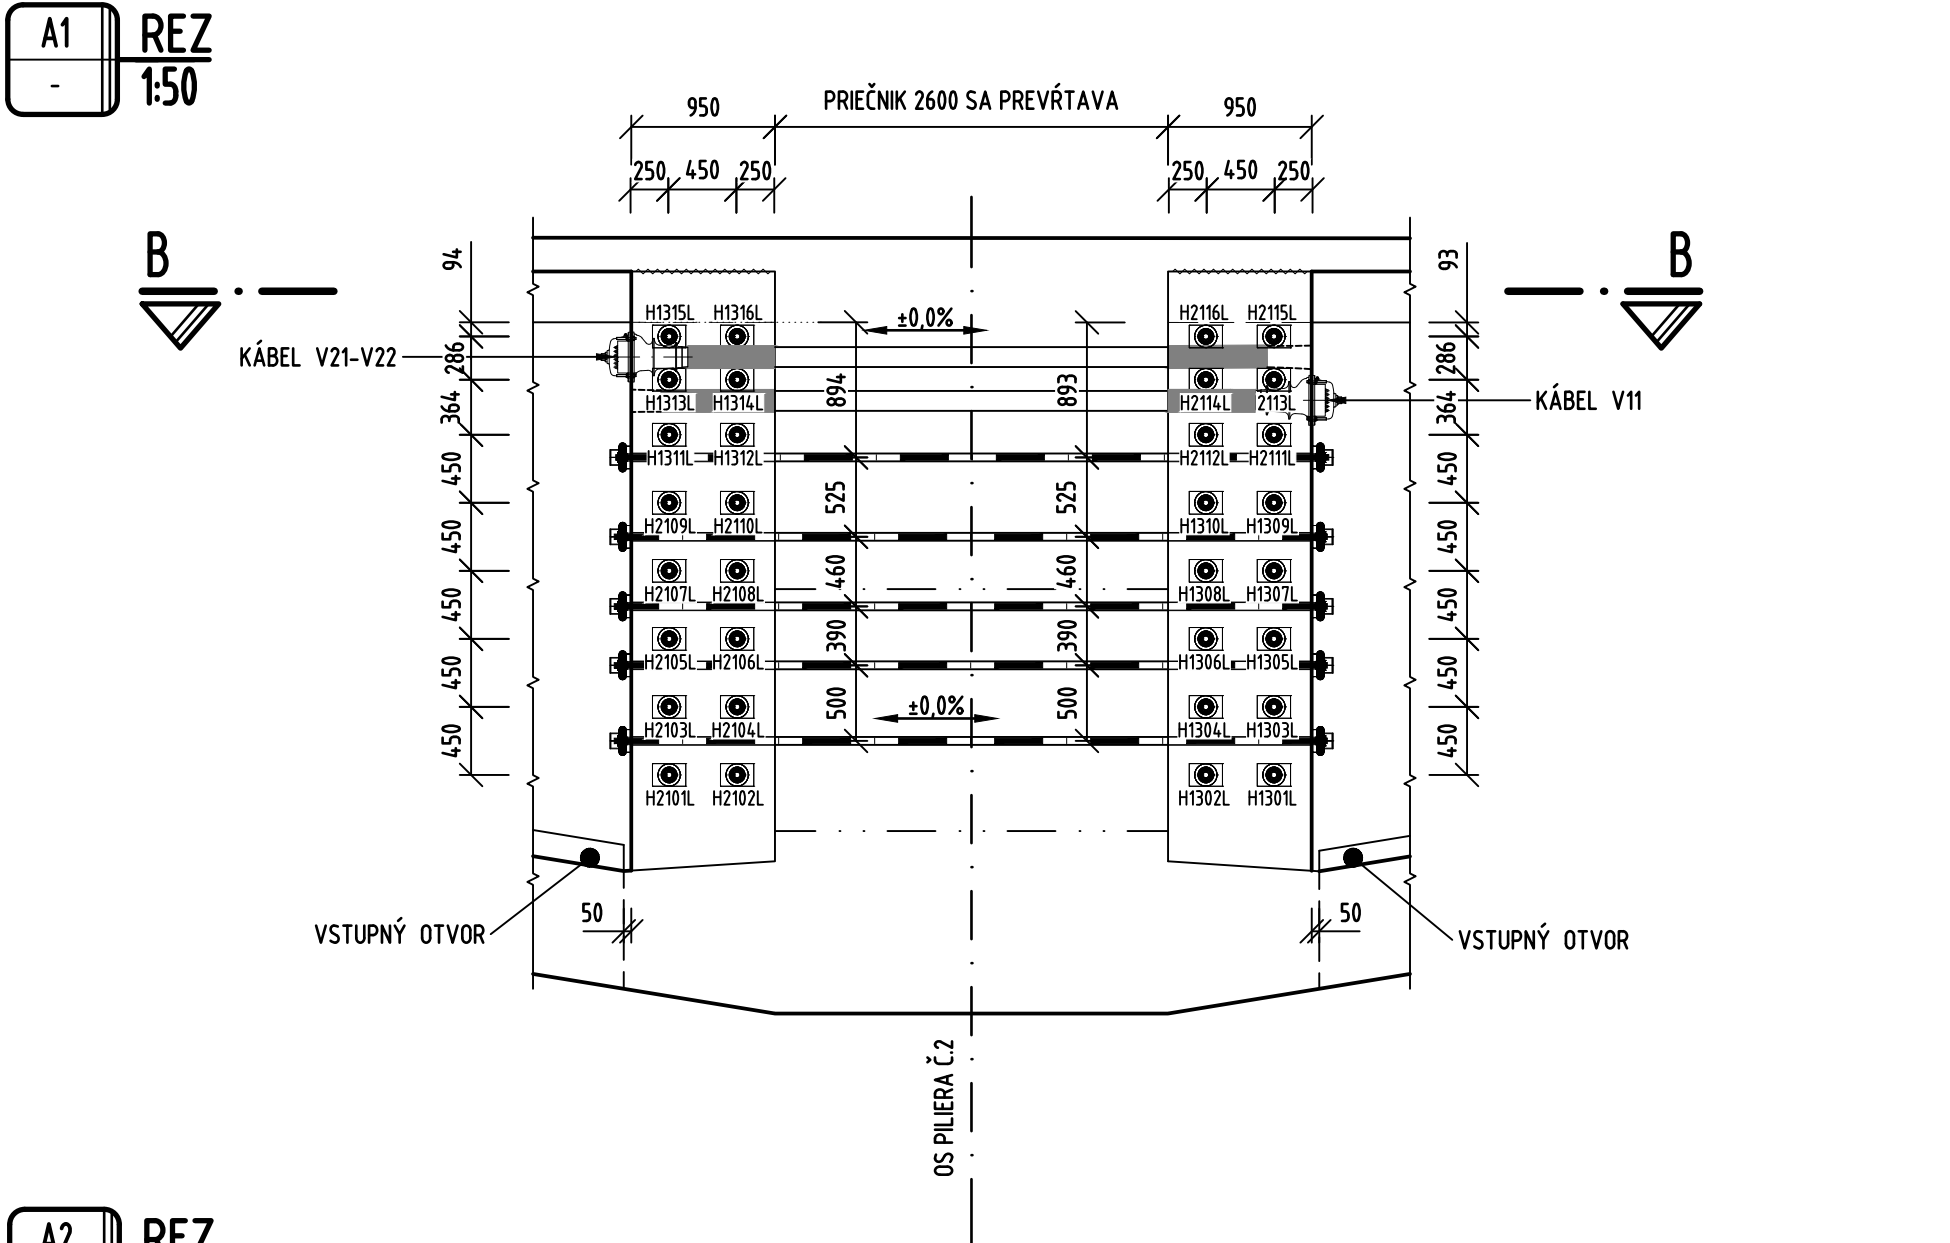 A1
-
REZ
1:50
950
PRIEČNIK 2600 SA PREVŔTAVA
950
250 450 250
250 450 250
B
B
94
286
364
450
450
450
450
450
93
286
364
450
450
450
450
450
KÁBEL V21-V22
KÁBEL V11
±0,0%
H1315L H1316L
H2116L H2115L
H1313L H1314L
H2114L 2113L
H1311L H1312L
H2112L H2111L
H2109L H2110L
H1310L H1309L
H2107L H2108L
H1308L H1307L
H2105L H2106L
H1306L H1305L
H2103L H2104L
H1304L H1303L
H2101L H2102L
H1302L H1301L
894
525
460
390
500
893
525
460
390
500
±0,0%
50
50
VSTUPNÝ OTVOR
VSTUPNÝ OTVOR
OS PILIERA Č.2
A2
REZ